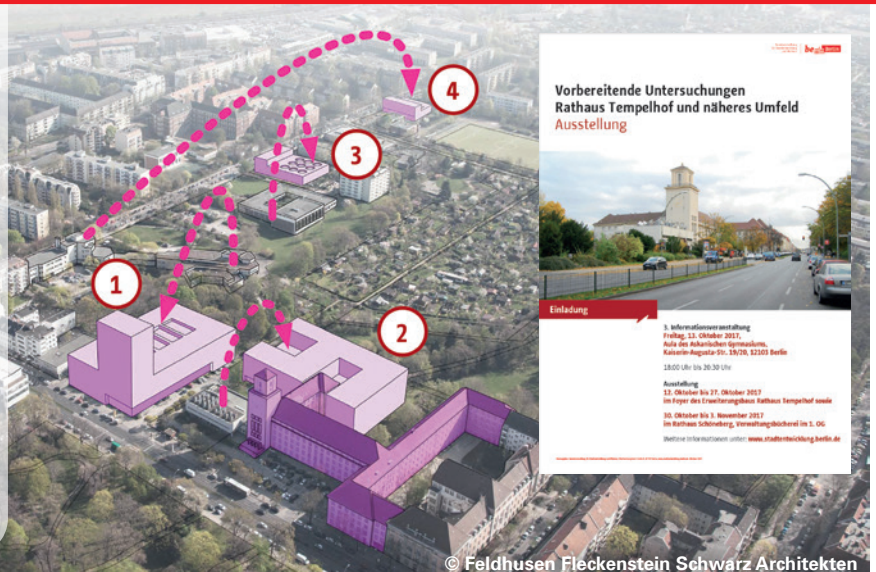 4
3
1
2
be Berlin
Vorbereitende Untersuchungen
Rathaus Tempelhof und näheres Umfeld
Ausstellung
Einladung
3. Informationsveranstaltung
Freitag, 13. Oktober 2017,
Aula des Askanischen Gymnasiums,
Kaiserin-Augusta-Str. 19/20, 12103 Berlin
18:00 Uhr bis 20:30 Uhr
Ausstellung
12. Oktober bis 27. Oktober 2017
im Foyer des Erweiterungsbaus Rathaus Tempelhof sowie
30. Oktober bis 3. November 2017
im Rathaus Schöneberg, Verwaltungsbücherei im 1. OG
Weitere Informationen unter: www.stadtentwicklung.berlin.de
© Feldhusen Fleckenstein Schwarz Architekten